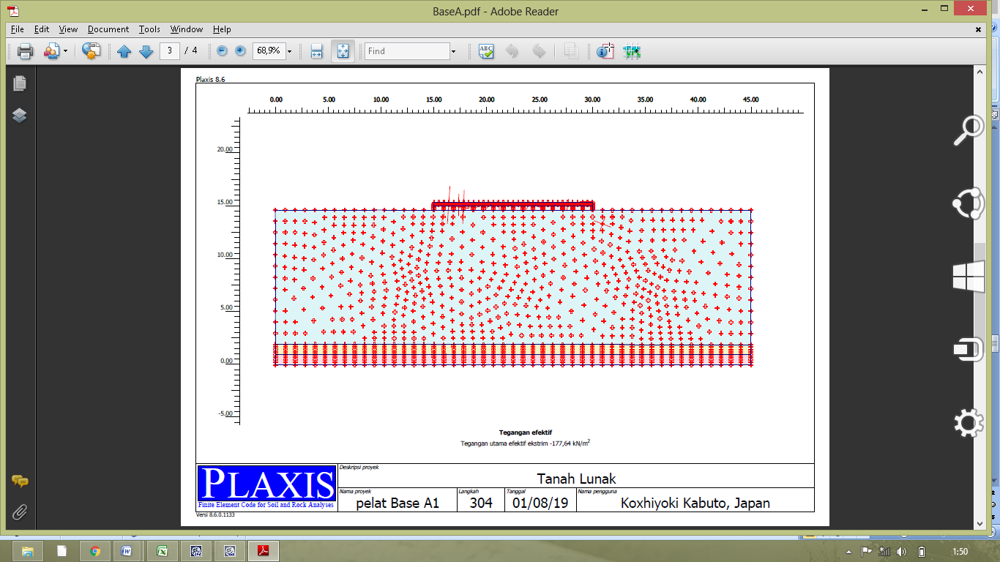 BaseA.pdf - Adobe Reader
File Edit View Document Tools Window Help
3 / 4 68,9% Find
ABC
Plaxis 8.6
0.00 5.00 10.00 15.00 20.00 25.00 30.00 35.00 40.00 45.00
20.00
15.00
10.00
5.00
0.00
-5.00
Tegangan efektif
Tegangan utama efektif ekstrim -177,64 kN/m2
PLAXIS
Finite Element Code for Soil and Rock Analyses
Versi 8.6.0.1133
Deskripsi proyek
Tanah Lunak
Nama proyek Langkah Tanggal Nama pengguna
pelat Base A1 304 01/08/19 Koxhiyoki Kabuto, Japan
1:50